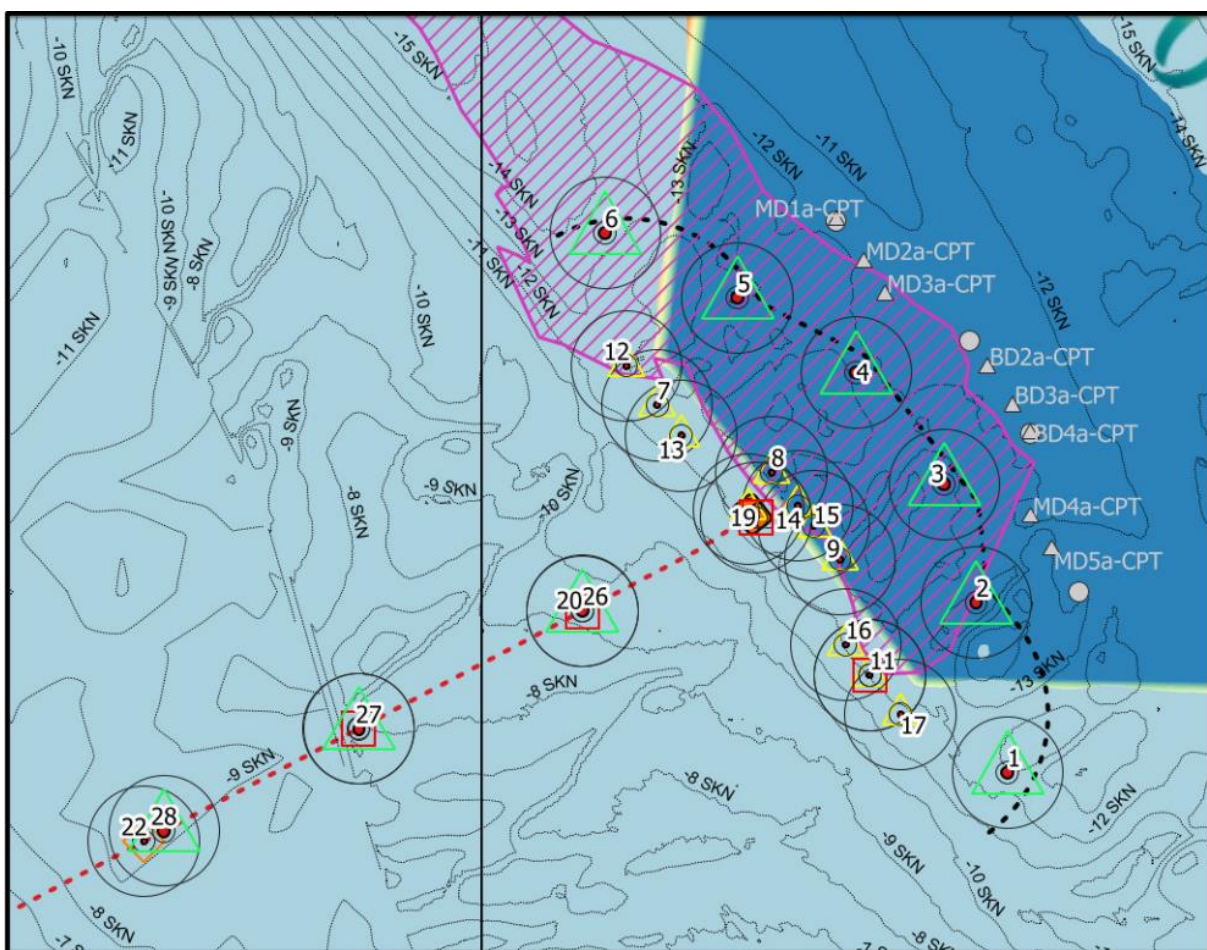 -10 SKN
-11 SKN
-9 SKN
-10 SKN
-8 SKN
-15 SKN
-14 SKN
-13 SKN
-11 SKN
-12 SKN
-13 SKN
-12 SKN
-11 SKN
-15 SKN
-14 SKN
MD1a-CPT
MD2a-CPT
MD3a-CPT
-12 SKN
6
5
4
-10 SKN
-11 SKN
12
7
13
BD2a-CPT
BD3a-CPT
BD4a-CPT
-9 SKN
-9 SKN
-8 SKN
-10 SKN
8
3
19
14
15
9
MD4a-CPT
MD5a-CPT
20
26
2
16
11
17
-8 SKN
-13 SKN
27
1
-9 SKN
-8 SKN
-12 SKN
22
28
-9 SKN
-10 SKN
-8 SKN
-7 SKN
-8 SKN